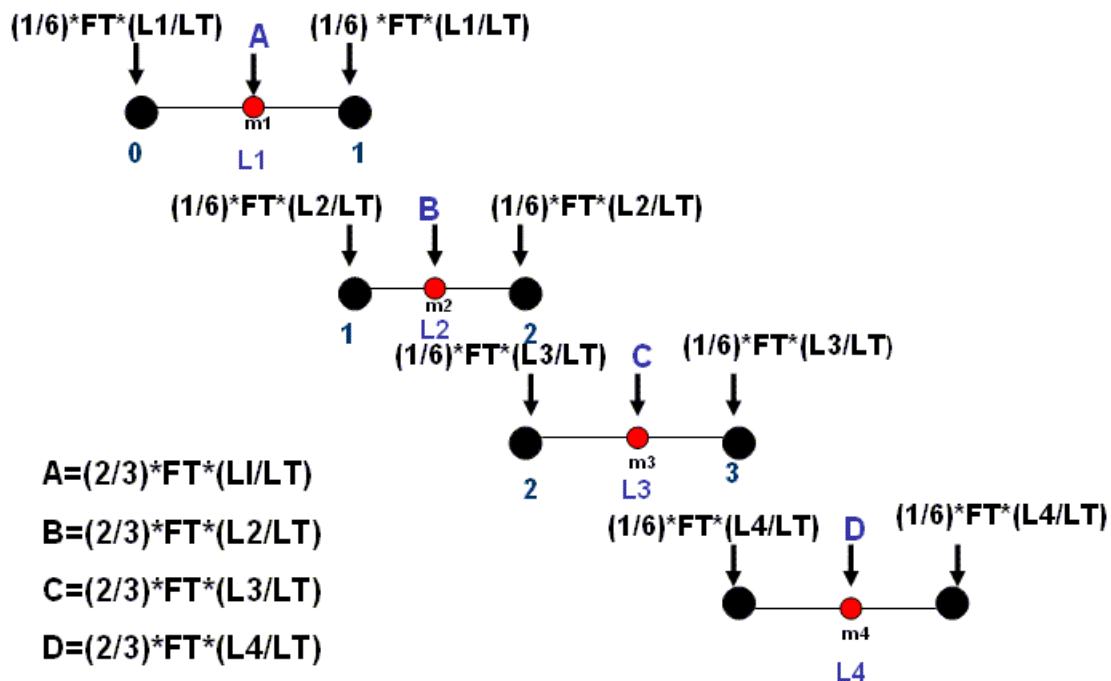 (1/6)*FT*(L1/LT) A (1/6) *FT*(L1/LT)
m1
0 L1 1
(1/6)*FT*(L2/LT) B (1/6)*FT*(L2/LT)
m2
1 L2 2
(1/6)*FT*(L3/LT) C (1/6)*FT*(L3/LT)
m3
2 L3 3
A=(2/3)*FT*(LI/LT)
B=(2/3)*FT*(L2/LT)
C=(2/3)*FT*(L3/LT)
D=(2/3)*FT*(L4/LT)
(1/6)*FT*(L4/LT) D (1/6)*FT*(L4/LT)
m4
L4